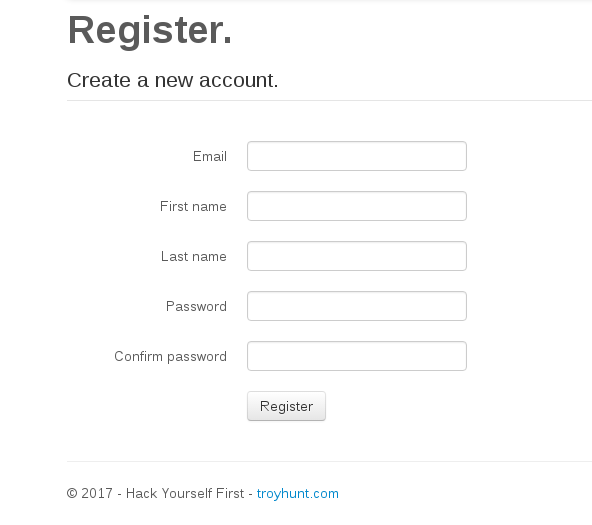 Register.
Create a new account.
Email
First name
Last name
Password
Confirm password
Register
© 2017 - Hack Yourself First - troyhunt.com